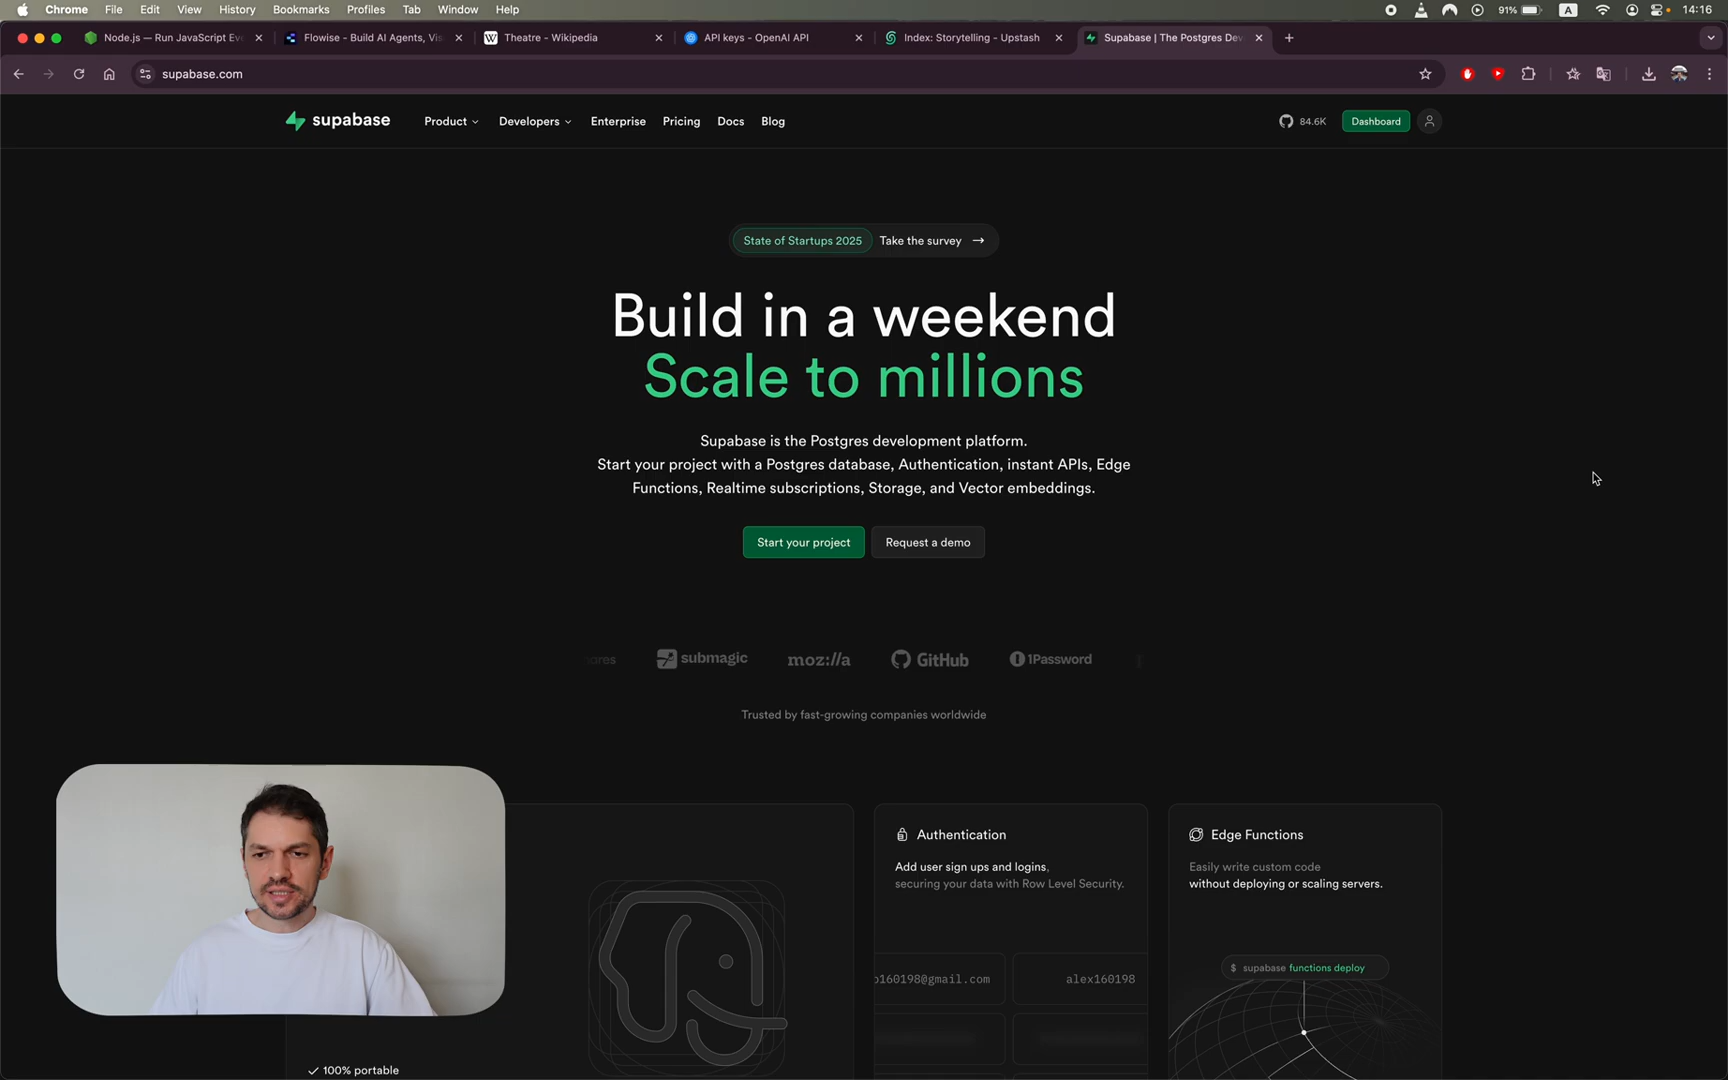 Chrome File Edit View History Bookmarks Profiles Tab Window Help 91% A 14:16
Node.js — Run JavaScript Ev Flowise - Build AI Agents, Vis Theatre - Wikipedia API keys - OpenAI API Index: Storytelling - Upstash Supabase | The Postgres Dev
supabase.com
supabase Product Developers Enterprise Pricing Docs Blog 84.6K Dashboard
State of Startups 2025 Take the survey →
Build in a weekend
Scale to millions
Supabase is the Postgres development platform.
Start your project with a Postgres database, Authentication, instant APIs, Edge
Functions, Realtime subscriptions, Storage, and Vector embeddings.
Start your project Request a demo
submagic moz://a GitHub 1Password
Trusted by fast-growing companies worldwide
Authentication
Add user sign ups and logins,
securing your data with Row Level Security.
160198@gmail.com alex160198
Edge Functions
Easily write custom code
without deploying or scaling servers.
$ supabase functions deploy
✓ 100% portable